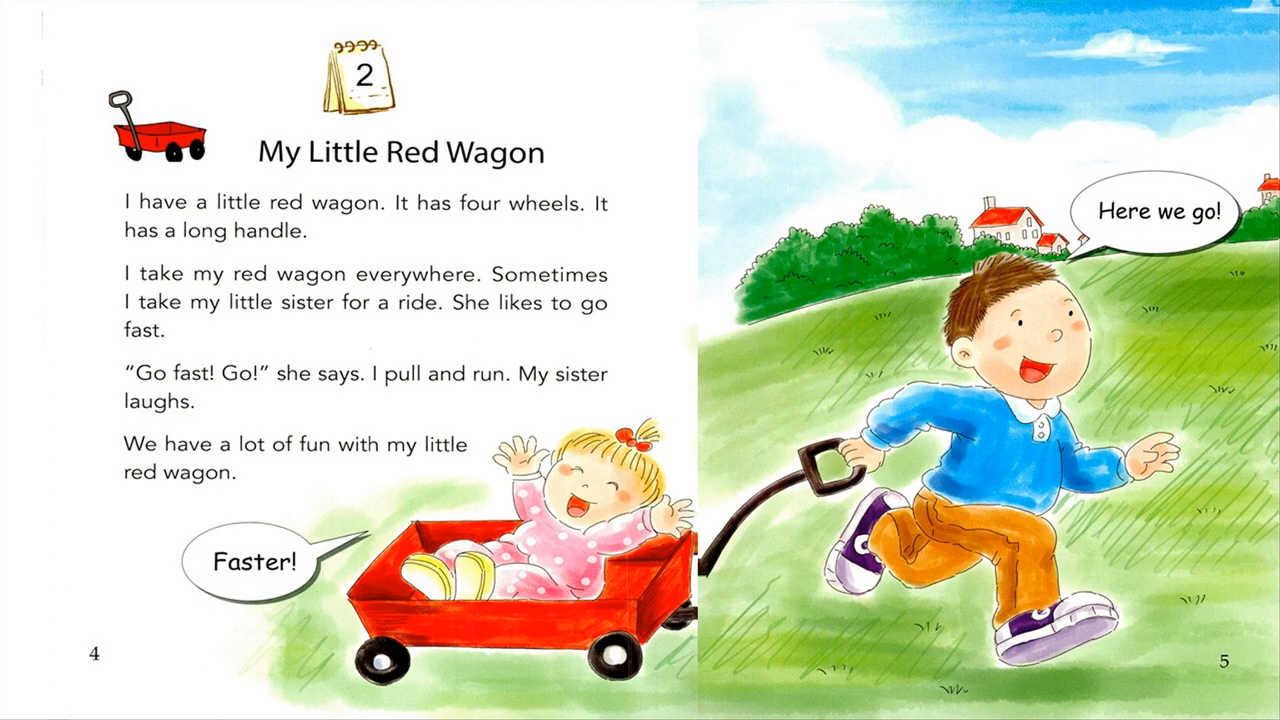 2
My Little Red Wagon
I have a little red wagon. It has four wheels. It
has a long handle.
I take my red wagon everywhere. Sometimes
I take my little sister for a ride. She likes to go
fast.
“Go fast! Go!” she says. I pull and run. My sister
laughs.
We have a lot of fun with my little
red wagon.
Faster!
4
Here we go!
5